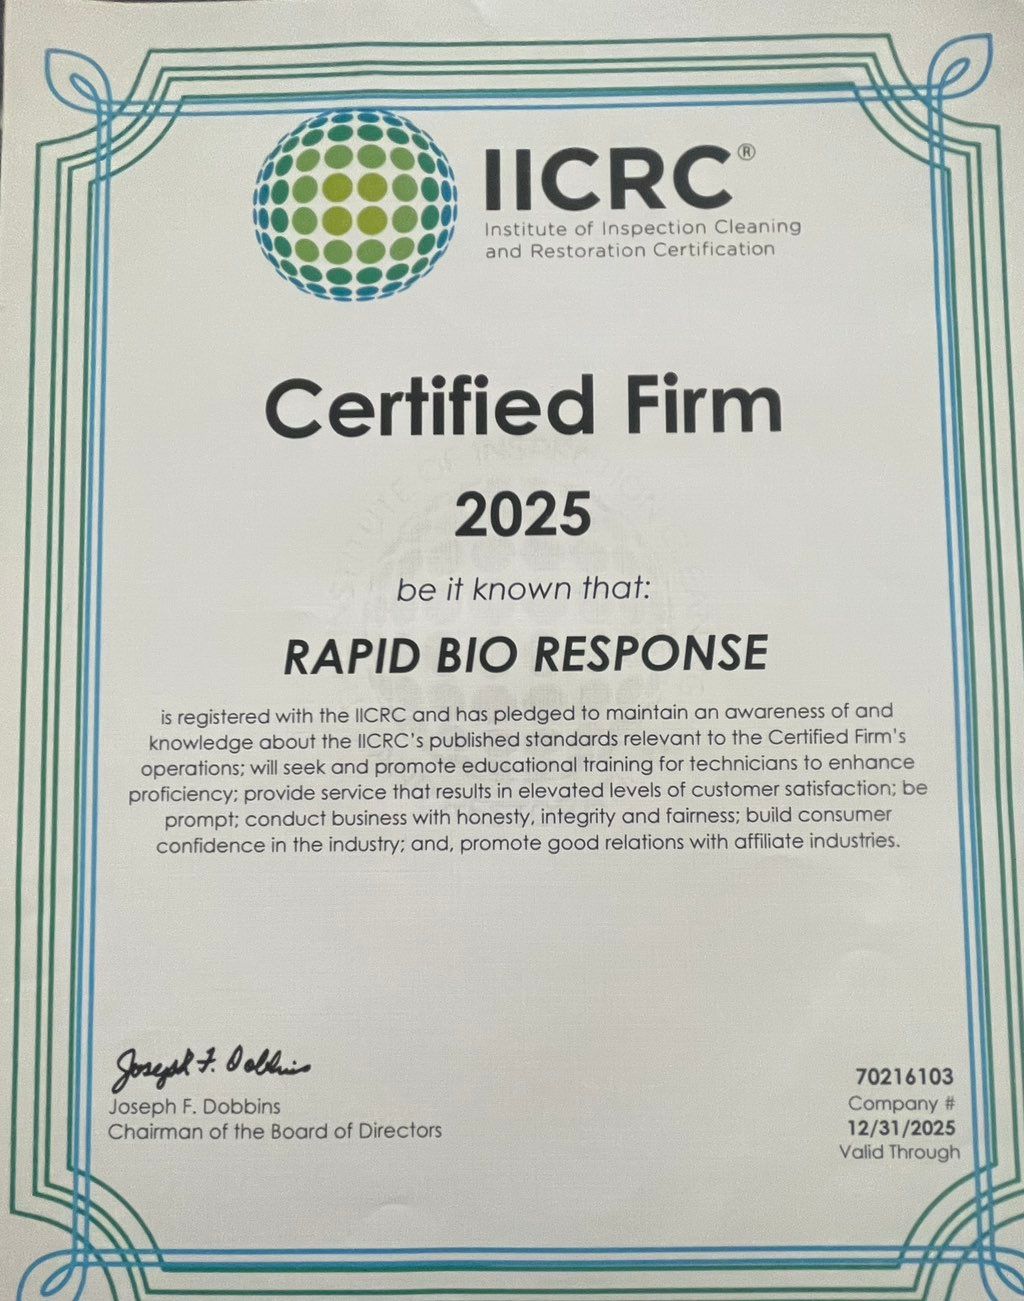 IICRC®
Institute of Inspection Cleaning
and Restoration Certification
Certified Firm
2025
be it known that:
RAPID BIO RESPONSE
is registered with the IICRC and has pledged to maintain an awareness of and
knowledge about the IICRC's published standards relevant to the Certified Firm's
operations; will seek and promote educational training for technicians to enhance
proficiency; provide service that results in elevated levels of customer satisfaction; be
prompt; conduct business with honesty, integrity and fairness; build consumer
confidence in the industry; and, promote good relations with affiliate industries.
Joseph F. Dobbins
Joseph F. Dobbins
Chairman of the Board of Directors
70216103
Company #
12/31/2025
Valid Through